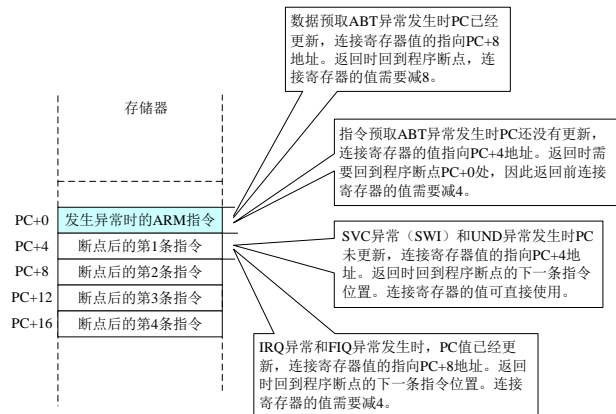 数据预取ABT异常发生时PC已经
更新，连接寄存器值的指向PC+8
地址。返回时回到程序断点，连
接寄存器的值需要减8。
存储器
指令预取ABT异常发生时PC还没有更新，
连接寄存器的值指向PC+4地址。返回时需
要回到程序断点PC+0处，因此返回前连接
寄存器的值需要减4。
PC+0 发生异常时的ARM指令
PC+4 断点后的第1条指令
PC+8 断点后的第2条指令
PC+12 断点后的第3条指令
PC+16 断点后的第4条指令
SVC异常（SWI）和UND异常发生时PC
未更新，连接寄存器值的指向PC+4地
址。返回时回到程序断点的下一条指令
位置。连接寄存器的值可直接使用。
IRQ异常和FIQ异常发生时，PC值已经更
新，连接寄存器值的指向PC+8地址。返回
时回到程序断点的下一条指令位置。连接
寄存器的值需要减4。